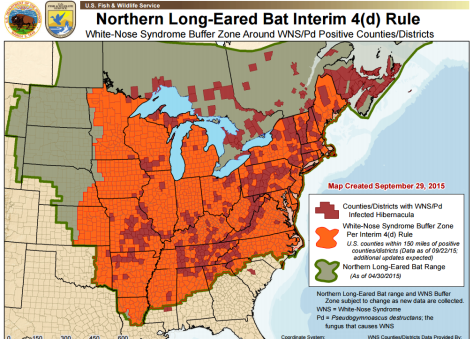 U.S. Fish & Wildlife Service
Northern Long-Eared Bat Interim 4(d) Rule
White-Nose Syndrome Buffer Zone Around WNS/Pd Positive Counties/Districts
Map Created September 29, 2015
Counties/Districts with WNS/Pd
Infected Hibernacula
White-Nose Syndrome Buffer Zone
Per Interim 4(d) Rule
U.S. counties within 150 miles of positive
counties/districts (Data as of 09/22/15;
additional updates expected)
Northern Long-Eared Bat Range
(As of 04/30/2015)
Northern Long-Eared Bat range and WNS Buffer
Zone subject to change as new data are collected.
WNS = White-Nose Syndrome
Pd = Pseudogymnoascus destructans; the
fungus that causes WNS
0 150 300 600 900
Coordinate System: WNS Counties/Districts Data Provided By: